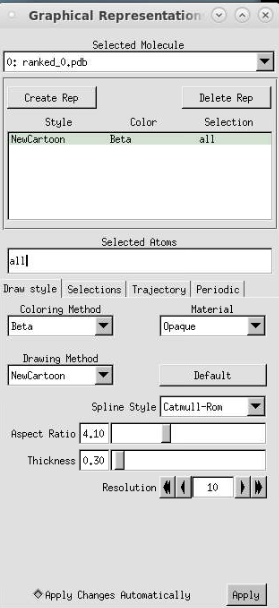 Graphical Representation
Selected Molecule
0: ranked_0.pdb
Create Rep Delete Rep
Style Color Selection
NewCartoon Beta all
Selected Atoms
all
Draw style Selections Trajectory Periodic
Coloring Method Material
Beta Opaque
Drawing Method
NewCartoon Default
Spline Style Catmull-Rom
Aspect Ratio 4.10
Thickness 0.30
Resolution 10
Apply Changes Automatically Apply